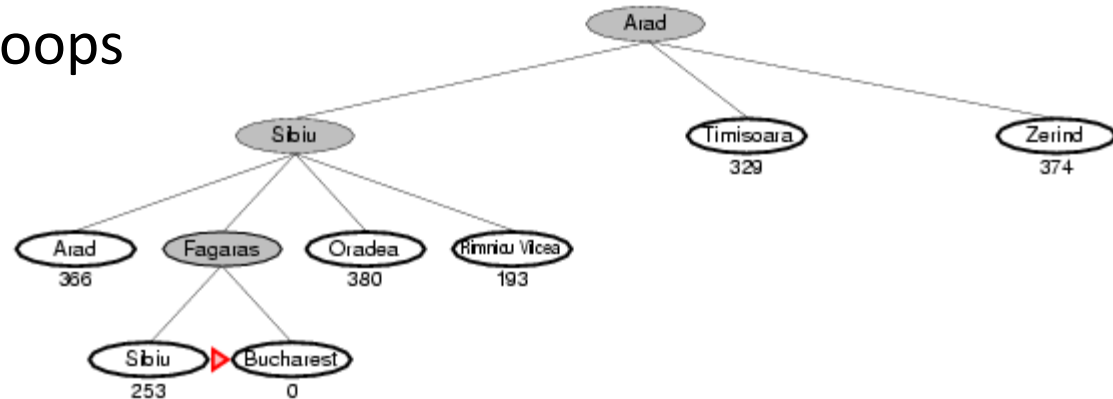 Arad
oops
Sibiu
Timisoara
Zerind
329
374
Arad
Fagaras
Oradea
Rimnicu Vilcea
366
380
193
Sibiu
Bucharest
253
0